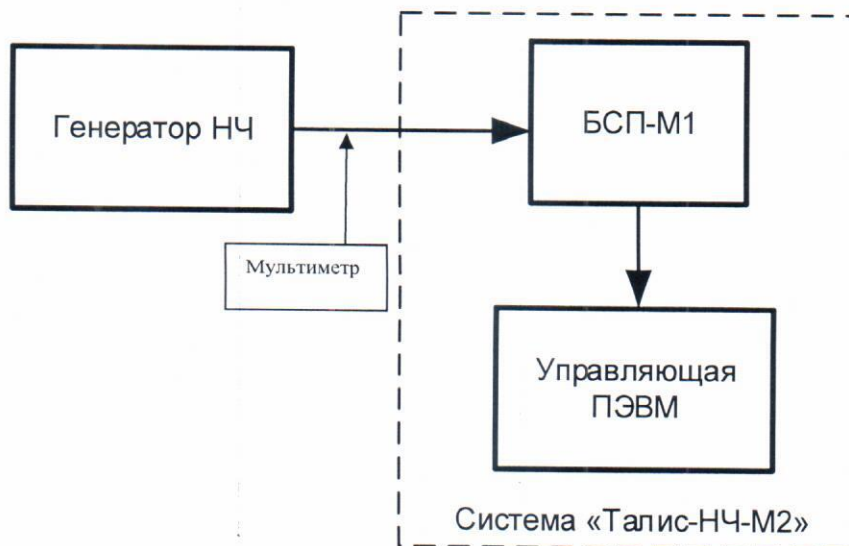 Генератор НЧ
БСП-М1
Мультиметр
Управляющая
ПЭВМ
Система «Талис-НЧ-М2»